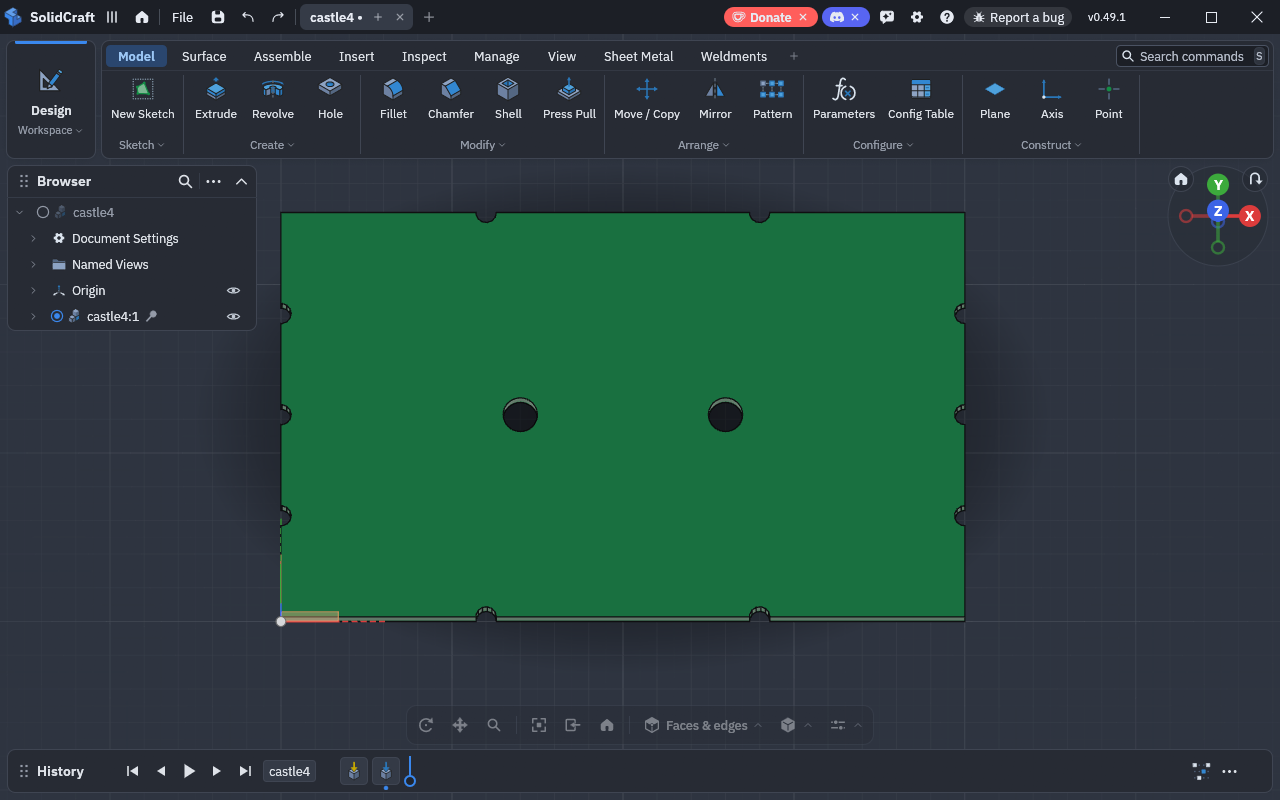 SolidCraft
File
castle4
Donate
Report a bug
v0.49.1
Design
Workspace
Model
Surface
Assemble
Insert
Inspect
Manage
View
Sheet Metal
Weldments
Search commands
S
New Sketch
Extrude
Revolve
Hole
Fillet
Chamfer
Shell
Press Pull
Move / Copy
Mirror
Pattern
Parameters
Config Table
Plane
Axis
Point
Sketch
Create
Modify
Arrange
Configure
Construct
Browser
castle4
Document Settings
Named Views
Origin
castle4:1
Y
Z
X
Faces & edges
History
castle4